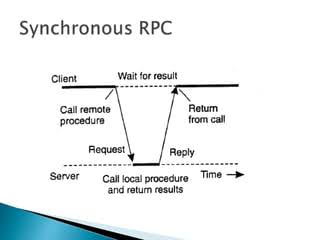 Synchronous RPC
Client
Wait for result
Call remote
procedure
Return
from call
Request
Reply
Server
Call local procedure
and return results
Time